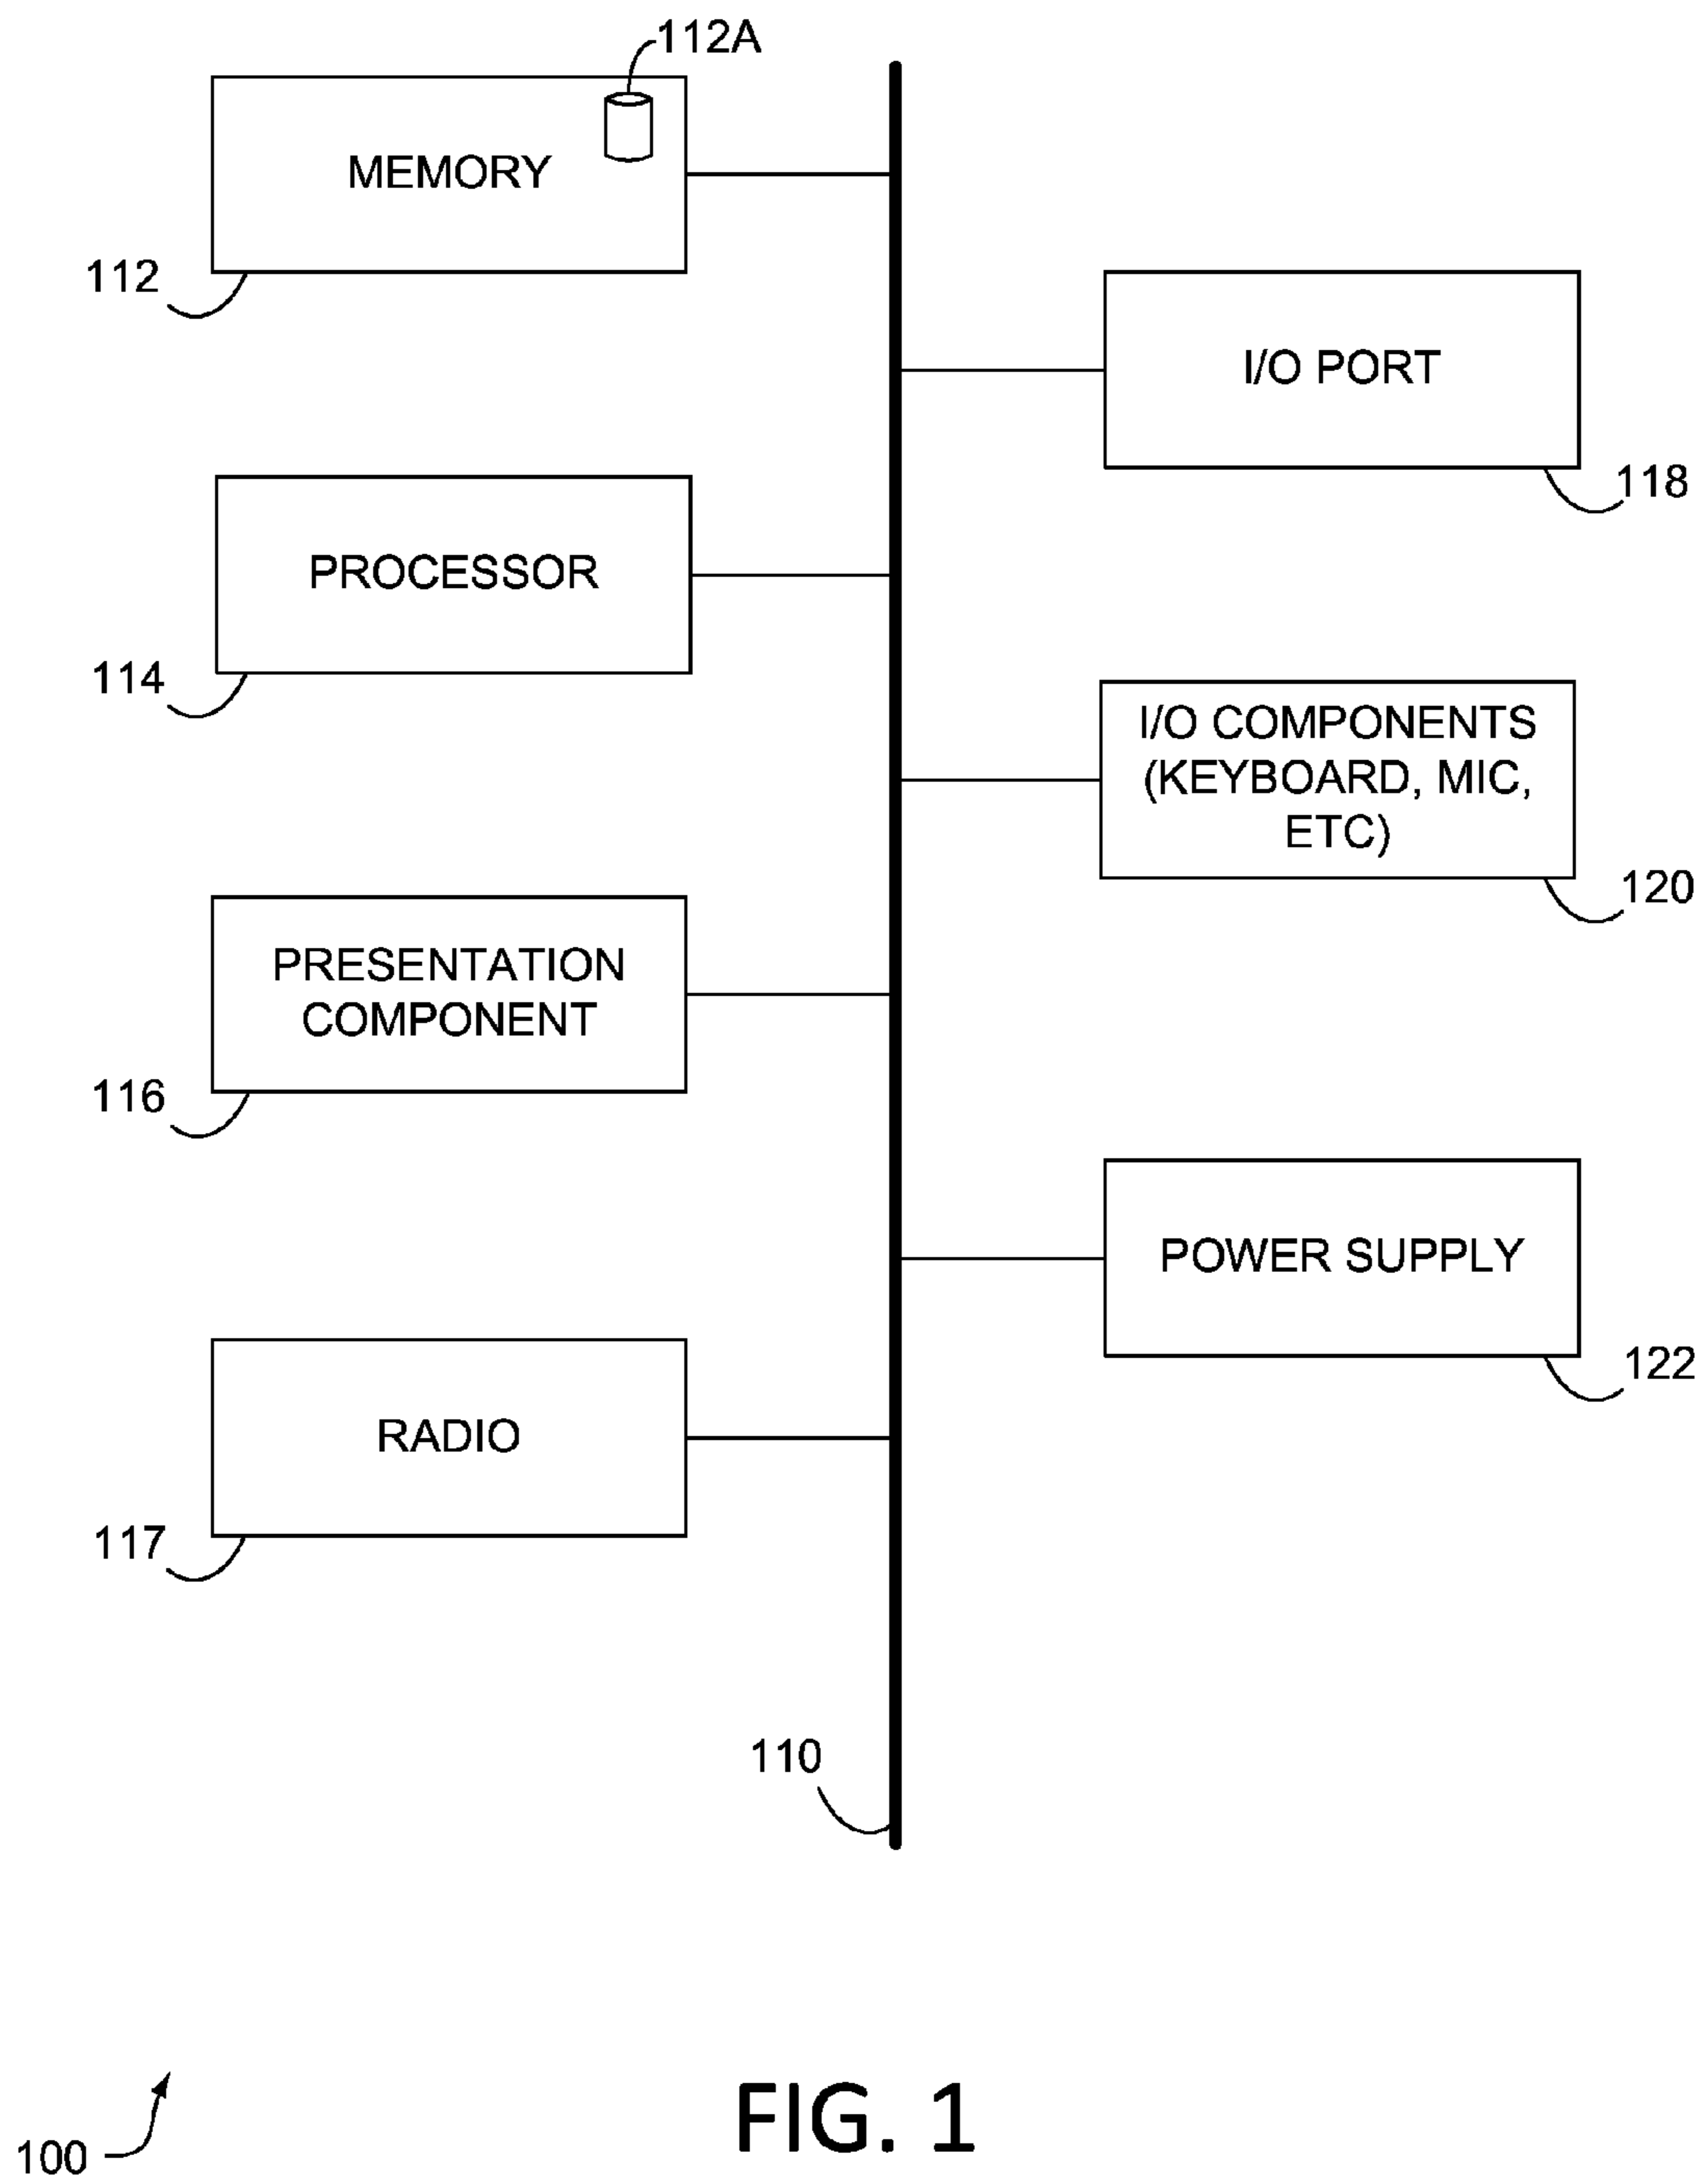 112A
MEMORY
112
I/O PORT
118
PROCESSOR
114
I/O COMPONENTS
(KEYBOARD, MIC,
ETC)
120
PRESENTATION
COMPONENT
116
POWER SUPPLY
122
RADIO
117
110
100
FIG. 1